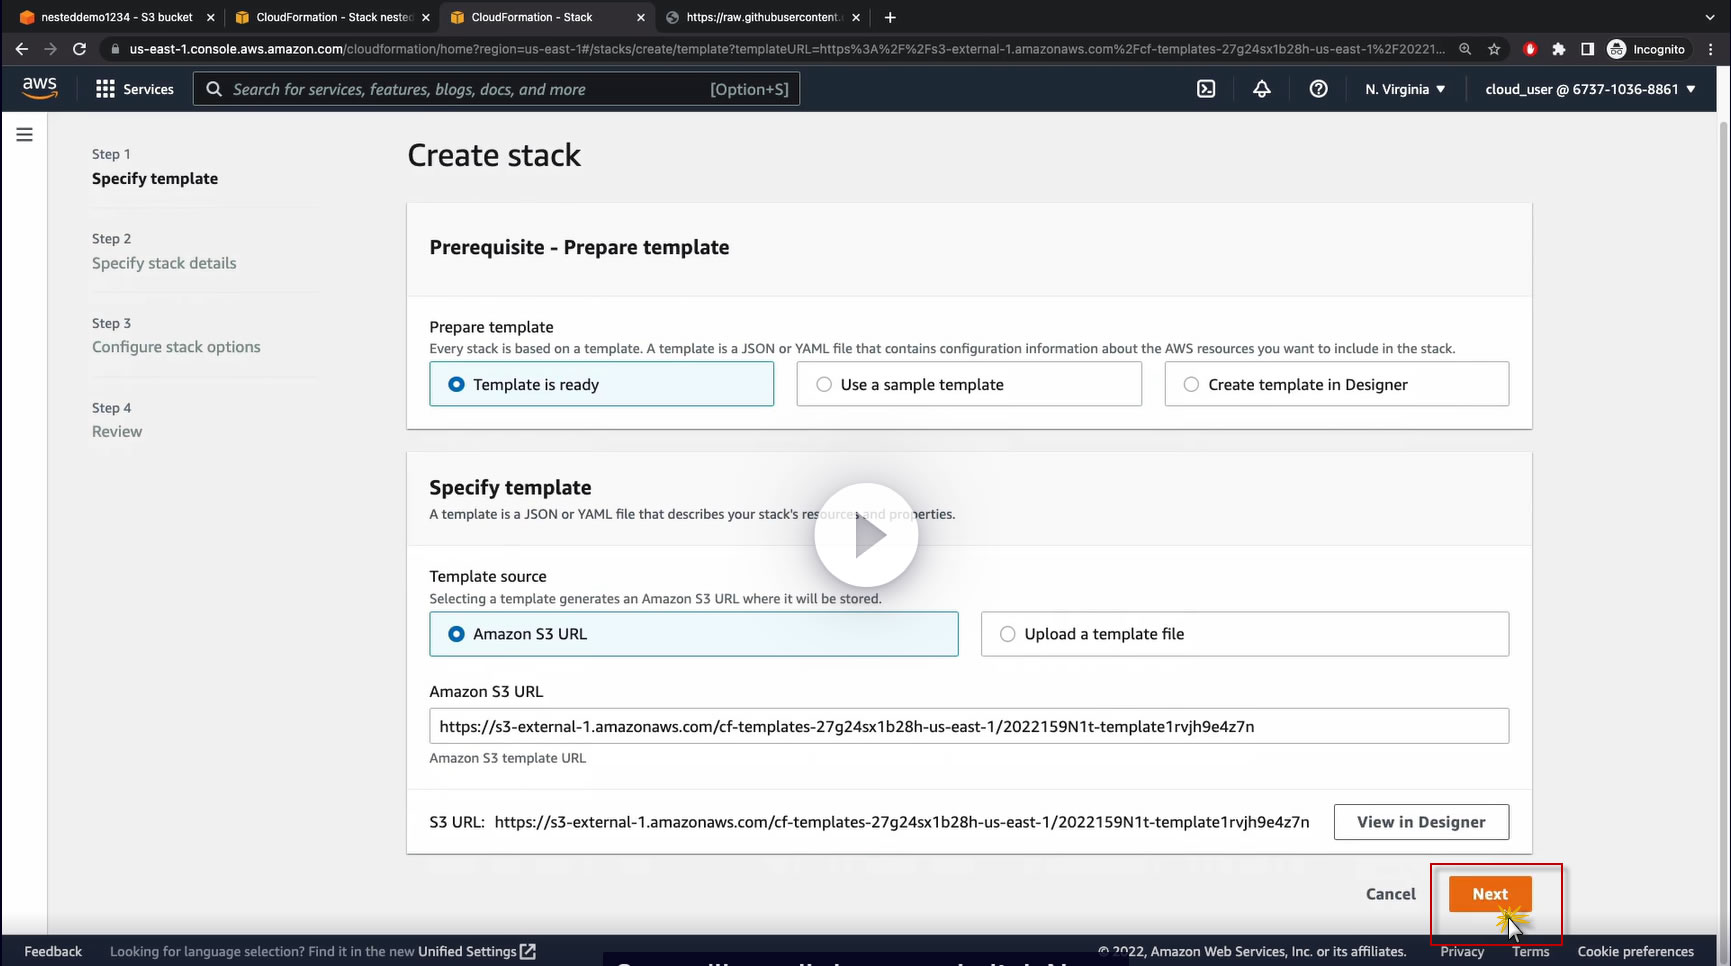 nesteddemo1234 - S3 bucket
CloudFormation - Stack nested
CloudFormation - Stack
https://raw.githubusercontent.
us-east-1.console.aws.amazon.com/cloudformation/home?region=us-east-1#/stacks/create/template?templateURL=https%3A%2F%2Fs3-external-1.amazonaws.com%2Fcf-templates-27g24sx1b28h-us-east-1%2F20221...
Incognito
aws
Services
Search for services, features, blogs, docs, and more
[Option+S]
N. Virginia
cloud_user @ 6737-1036-8861
Step 1
Specify template
Step 2
Specify stack details
Step 3
Configure stack options
Step 4
Review
Create stack
Prerequisite - Prepare template
Prepare template
Every stack is based on a template. A template is a JSON or YAML file that contains configuration information about the AWS resources you want to include in the stack.
Template is ready
Use a sample template
Create template in Designer
Specify template
A template is a JSON or YAML file that describes your stack's resources and properties.
Template source
Selecting a template generates an Amazon S3 URL where it will be stored.
Amazon S3 URL
Upload a template file
Amazon S3 URL
https://s3-external-1.amazonaws.com/cf-templates-27g24sx1b28h-us-east-1/2022159N1t-template1rvjh9e4z7n
Amazon S3 template URL
S3 URL: https://s3-external-1.amazonaws.com/cf-templates-27g24sx1b28h-us-east-1/2022159N1t-template1rvjh9e4z7n
View in Designer
Cancel
Next
Feedback
Looking for language selection? Find it in the new Unified Settings
© 2022, Amazon Web Services, Inc. or its affiliates.
Privacy
Terms
Cookie preferences